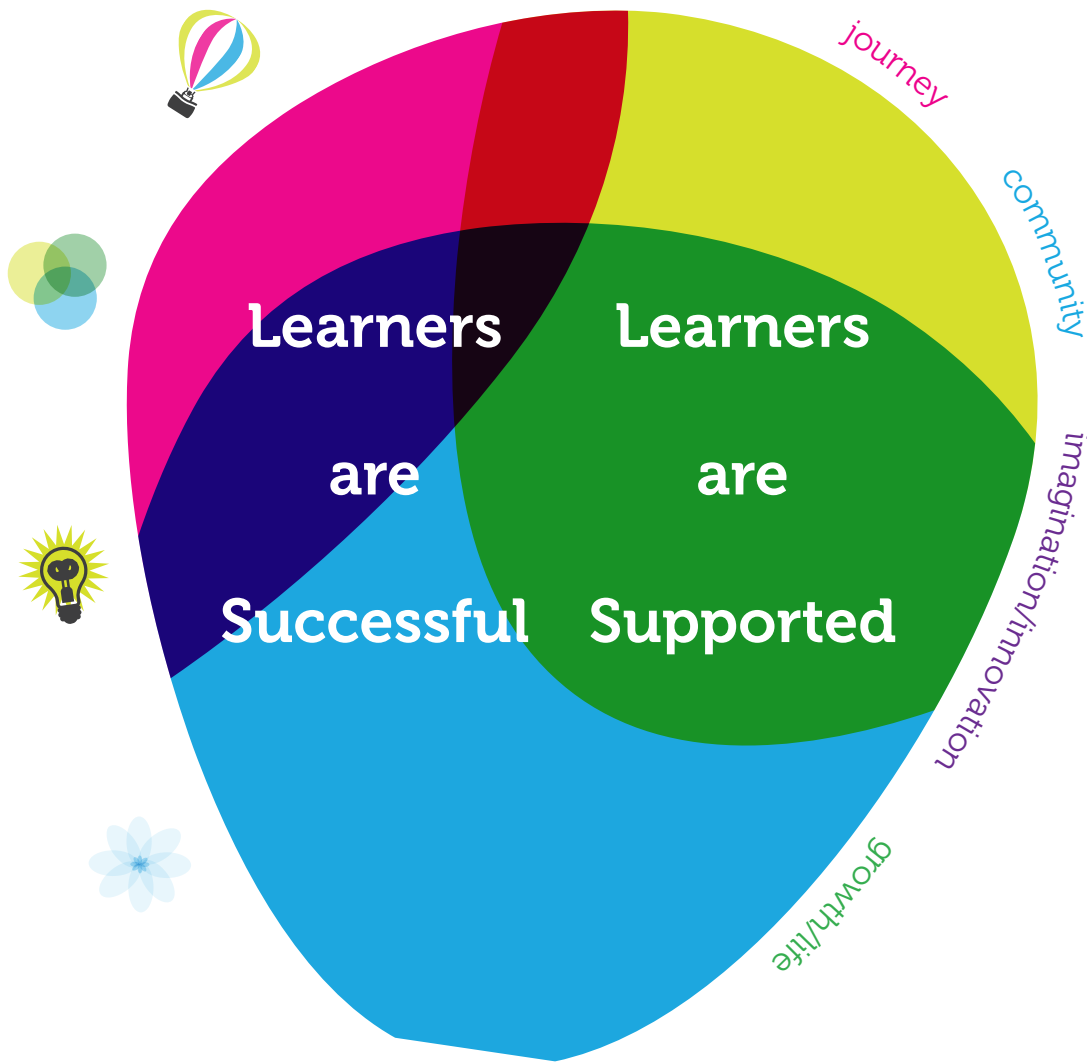 journey
community
Learners
are
Successful
Learners
are
Supported
imagination/innovation
growth/life